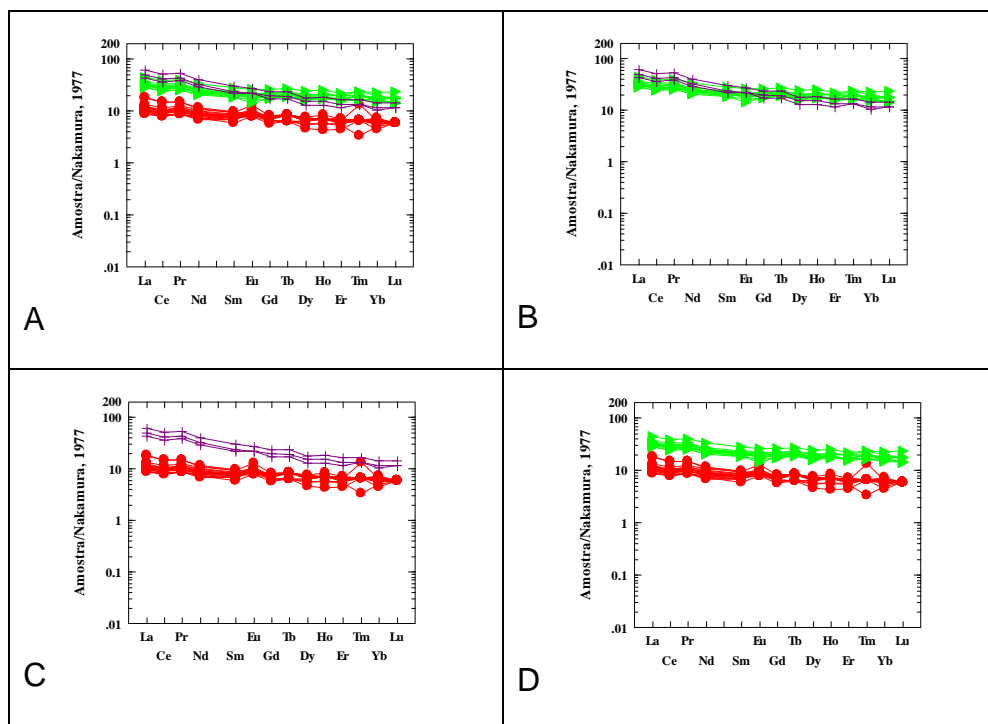 200
100
10
1
0.1
.01
Amostra/Nakamura, 1977
La Pr Eu Tb Ho Tm Lu
Ce Nd Sm Gd Dy Er Yb
A
200
100
10
1
0.1
.01
Amostra/Nakamura, 1977
La Pr Eu Tb Ho Tm Lu
Ce Nd Sm Gd Dy Er Yb
B
200
100
10
1
0.1
.01
Amostra/Nakamura, 1977
La Pr Eu Tb Ho Tm Lu
Ce Nd Sm Gd Dy Er Yb
C
200
100
10
1
0.1
.01
Amostra/Nakamura, 1977
La Pr Eu Tb Ho Tm Lu
Ce Nd Sm Gd Dy Er Yb
D